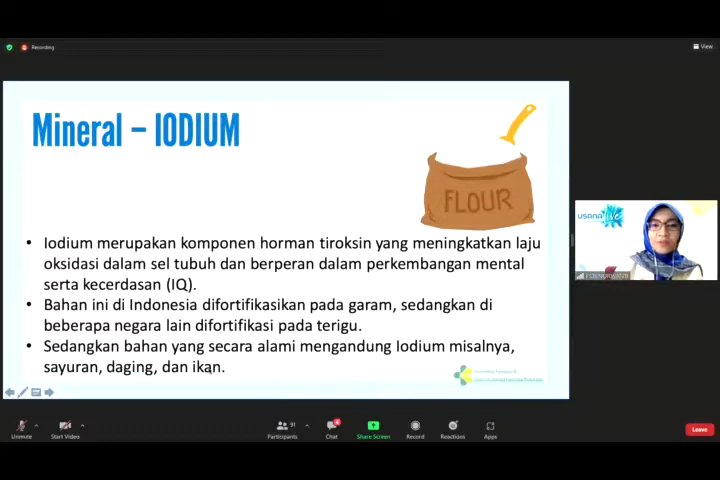 Recording
View
Mineral – IODIUM
FLOUR
• Iodium merupakan komponen horman tiroksin yang meningkatkan laju
oksidasi dalam sel tubuh dan berperan dalam perkembangan mental
serta kecerdasan (IQ).
• Bahan ini di Indonesia difortifikasikan pada garam, sedangkan di
beberapa negara lain difortifikasi pada terigu.
• Sedangkan bahan yang secara alami mengandung Iodium misalnya,
sayuran, daging, dan ikan.
USANA
Unmute
Start Video
Participants
91
Chat
Share Screen
Record
Reactions
Apps
Leave